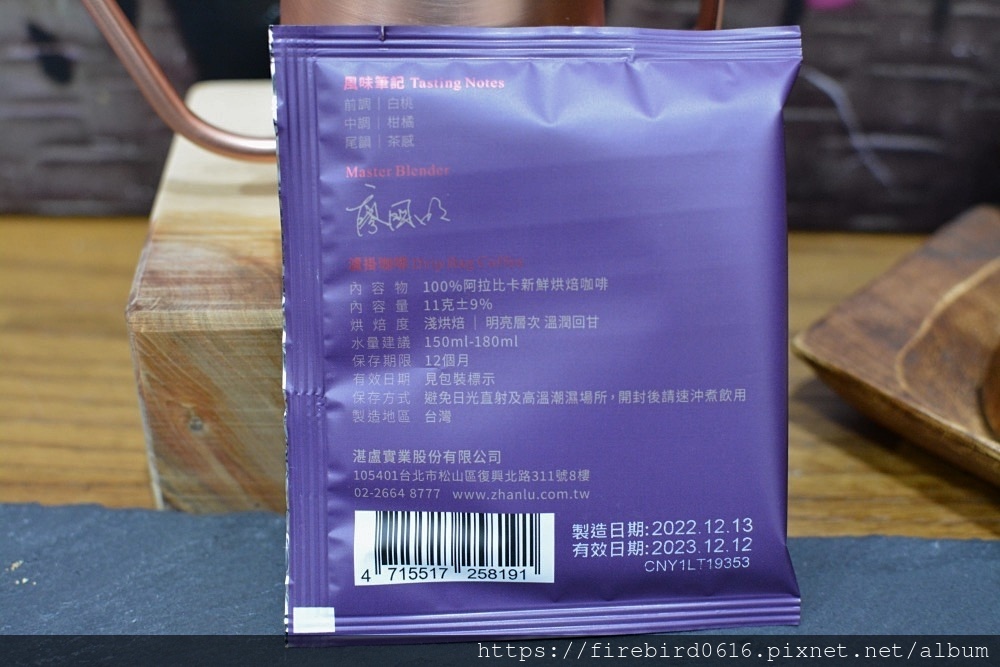 風味筆記 Tasting Notes
前調｜白桃
中調｜柑橘
尾韻｜茶感
Master Blender
濾掛咖啡 Drip Bag Coffee
內容物 100%阿拉比卡新鮮烘焙咖啡
內容量 11克±9%
烘焙度 淺烘焙｜明亮層次 溫潤回甘
水量建議 150ml-180ml
保存期限 12個月
有效日期 見包裝標示
保存方式 避免日光直射及高溫潮濕場所，開封後請速沖煮飲用
製造地區 台灣
湛盧實業股份有限公司
105401台北市松山區復興北路311號8樓
02-2664 8777 www.zhanlu.com.tw
4 715517 258191
製造日期:2022.12.13
有效日期:2023.12.12
CNY1LT19353
https://firebird0616.pixnet.net/album